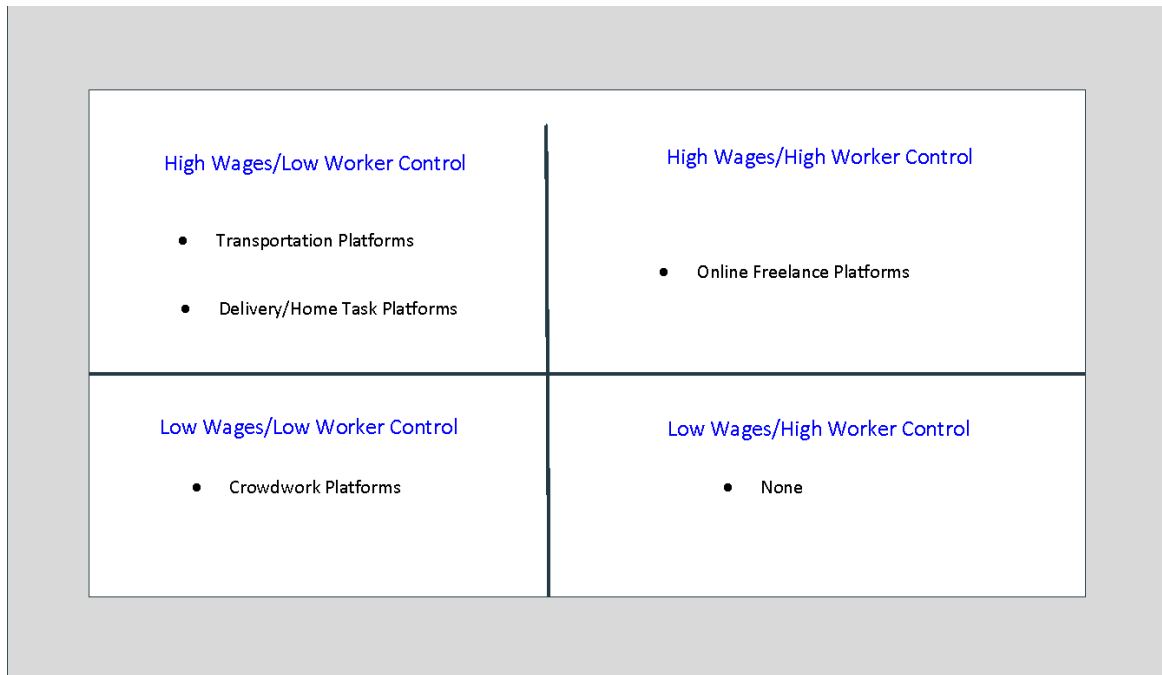 High Wages/Low Worker Control
● Transportation Platforms
● Delivery/Home Task Platforms
High Wages/High Worker Control
● Online Freelance Platforms
Low Wages/Low Worker Control
● Crowdwork Platforms
Low Wages/High Worker Control
● None